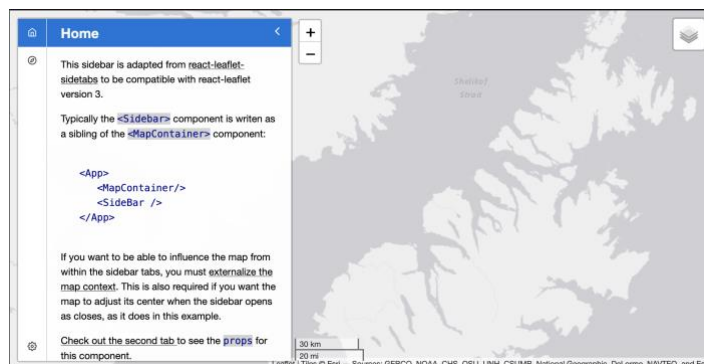 Home
This sidebar is adapted from react-leaflet-
sidetabs to be compatible with react-leaflet
version 3.
Typically the <Sidebar> component is writen as
a sibling of the <MapContainer> component:
<App>
<MapContainer/>
<SideBar />
</App>
If you want to be able to influence the map from
within the sidebar tabs, you must externalize the
map context. This is also required if you want the
map to adjust its center when the sidebar opens
as closes, as it does in this example.
Check out the second tab to see the props for
this component.
+
−
Shelikof
Strait
30 km
20 mi
Leaflet | Tiles © Esri — Sources: GEBCO, NOAA, CHS, OSU, UNH, CSUMB, National Geographic, DeLorme, NAVTEQ, and Es